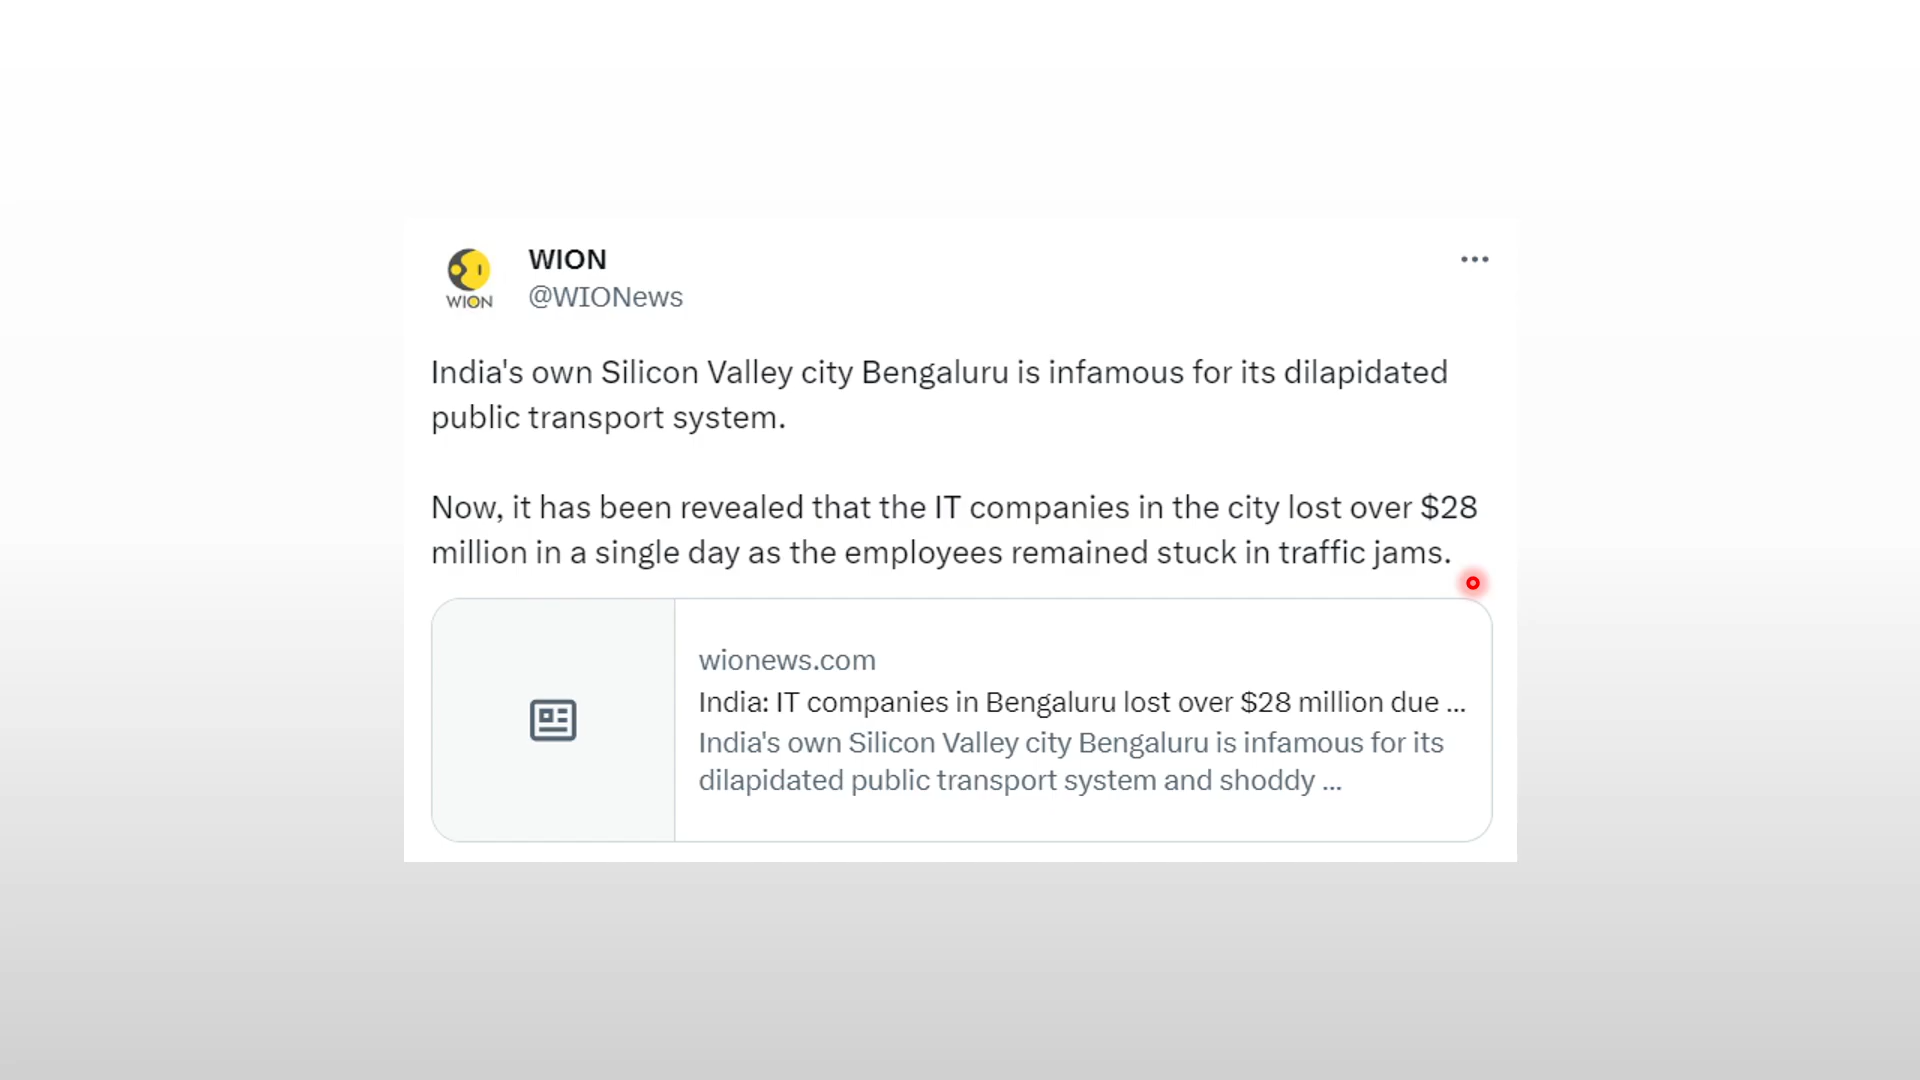 WION
@WIONews
WION
India's own Silicon Valley city Bengaluru is infamous for its dilapidated
public transport system.
Now, it has been revealed that the IT companies in the city lost over $28
million in a single day as the employees remained stuck in traffic jams.
wionews.com
India: IT companies in Bengaluru lost over $28 million due ...
India's own Silicon Valley city Bengaluru is infamous for its
dilapidated public transport system and shoddy ...